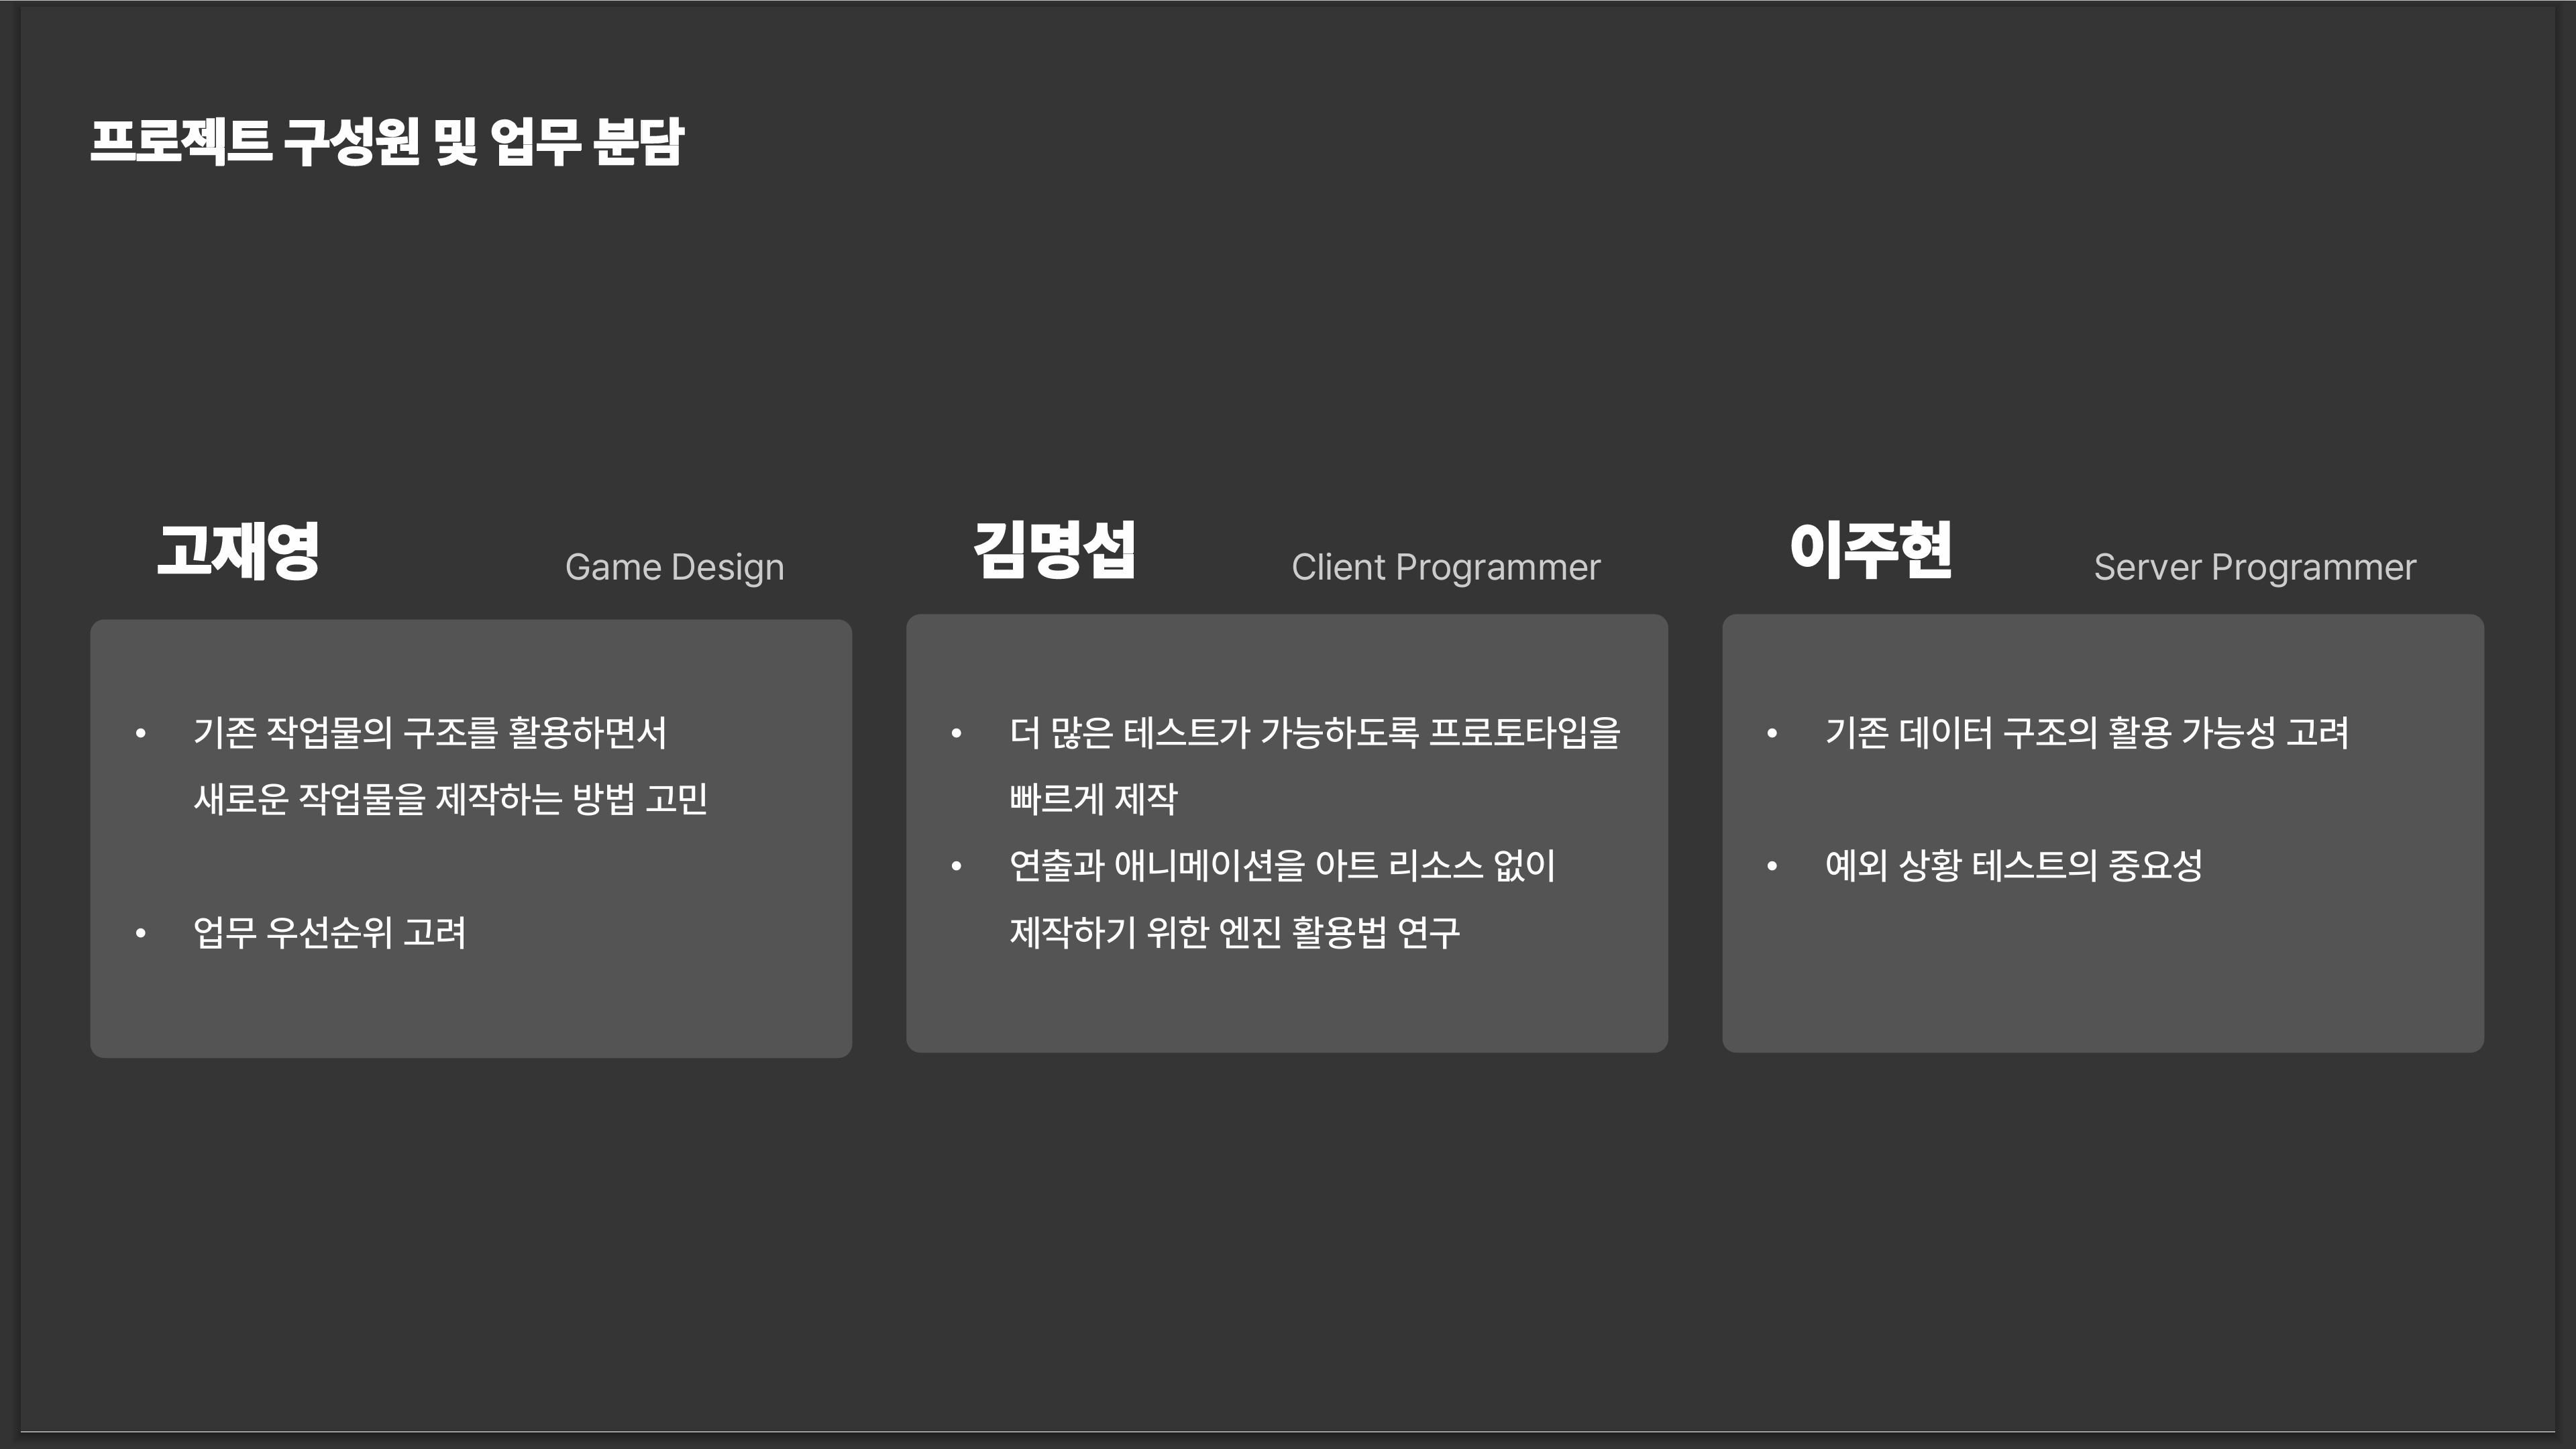 프로젝트 구성원 및 업무 분담
고재영
Game Design
• 기존 작업물의 구조를 활용하면서
새로운 작업물을 제작하는 방법 고민
• 업무 우선순위 고려
김명섭
Client Programmer
• 더 많은 테스트가 가능하도록 프로토타입을
빠르게 제작
• 연출과 애니메이션을 아트 리소스 없이
제작하기 위한 엔진 활용법 연구
이주현
Server Programmer
• 기존 데이터 구조의 활용 가능성 고려
• 예외 상황 테스트의 중요성